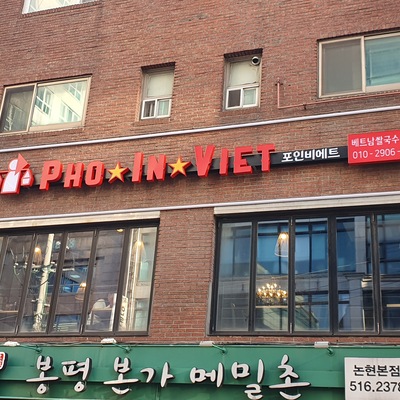 PHO★IN★VIET 포인비에트
베트남쌀국수
010-2906-
봉평 본가 메밀촌
논현본점
516.2378